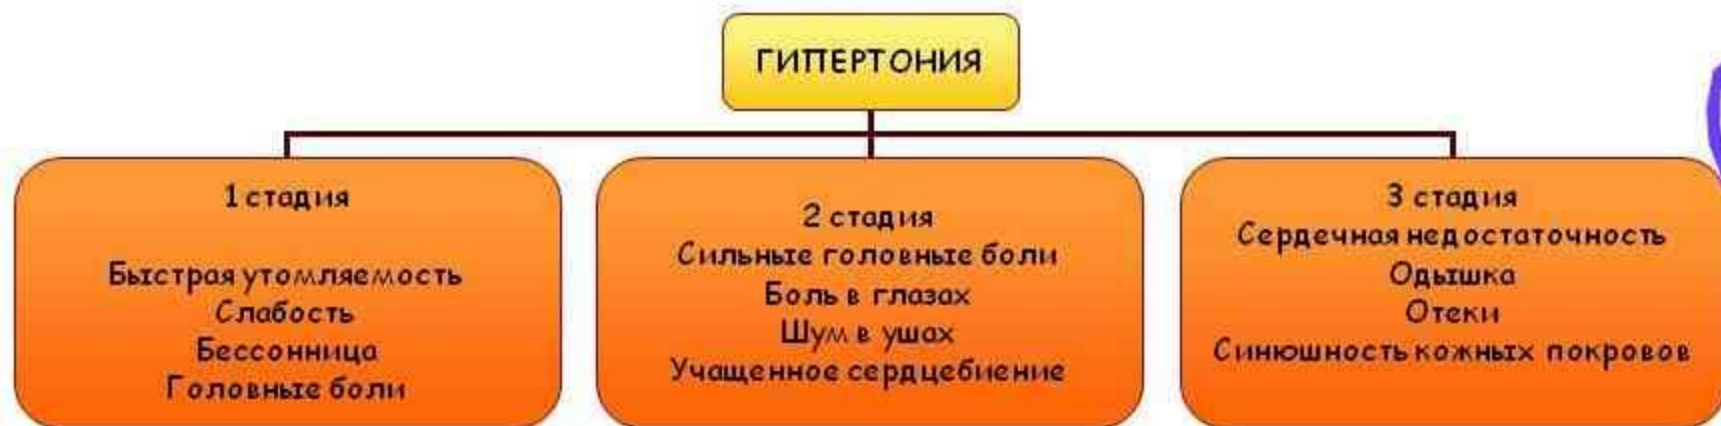 ГИПЕРТОНИЯ
1 стадия
Быстрая утомляемость
Слабость
Бессонница
Головные боли
2 стадия
Сильные головные боли
Боль в глазах
Шум в ушах
Учащенное сердцебиение
3 стадия
Сердечная недостаточность
Одышка
Отеки
Синюшность кожных покровов